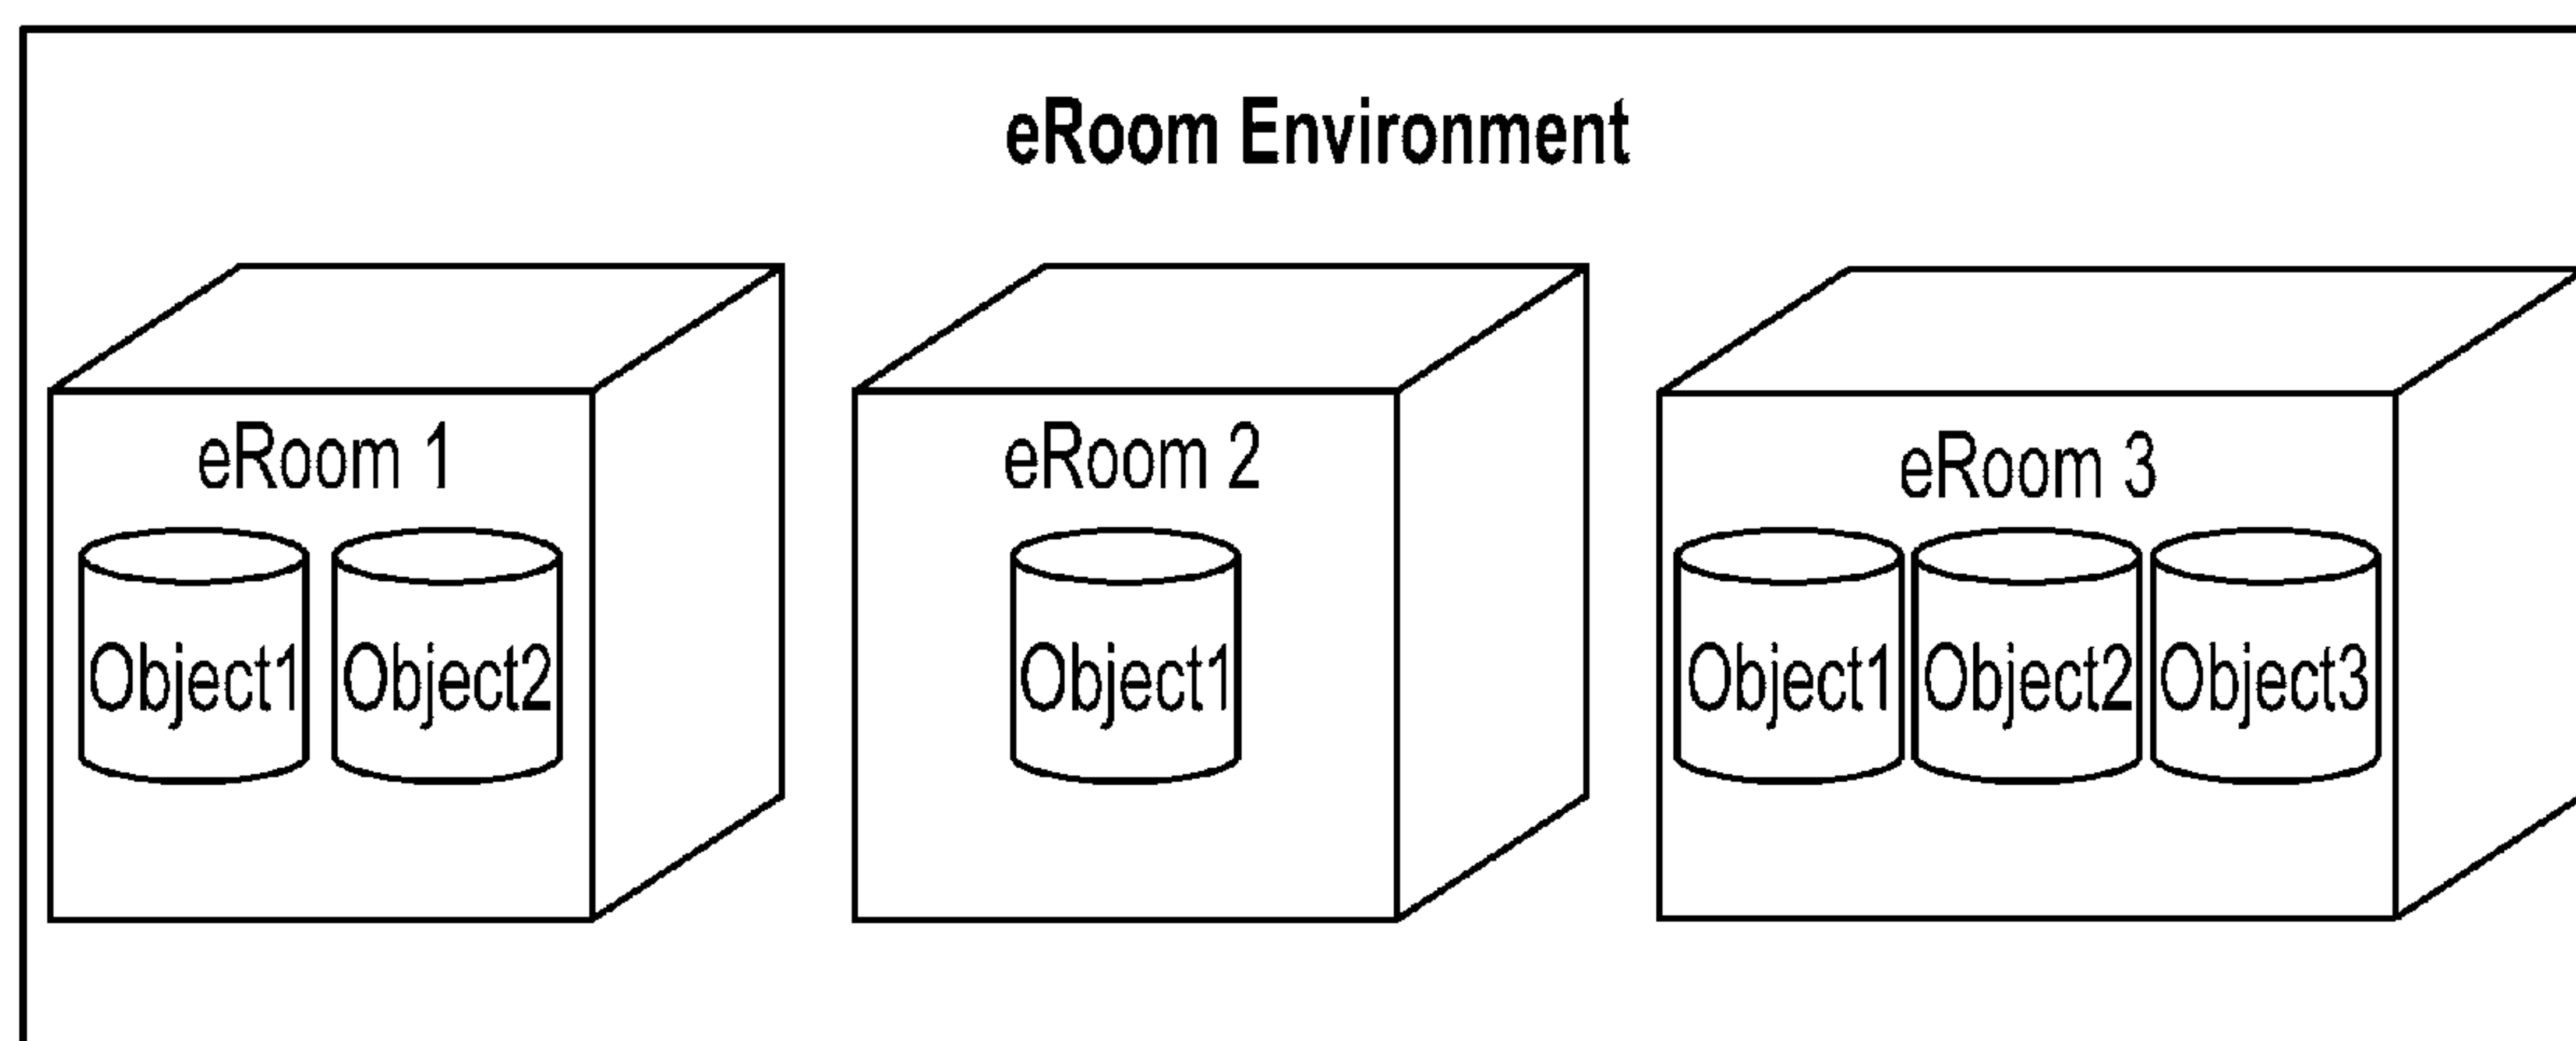 eRoom Environment
eRoom 1
Object1 Object2
eRoom 2
Object1
eRoom 3
Object1 Object2 Object3